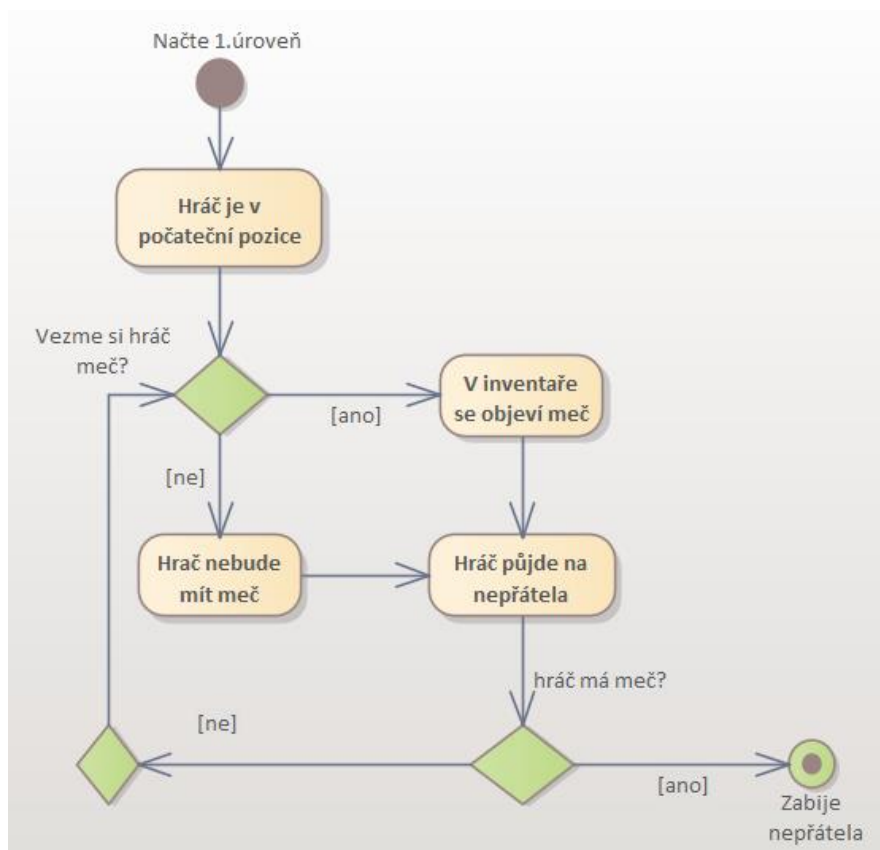 Načte 1.úroveň
Hráč je v
počateční pozice
Vezme si hráč
meč?
[ano]
V inventaře
se objeví meč
[ne]
Hrač nebude
mít meč
Hráč půjde na
nepřátela
hráč má meč?
[ne]
[ano]
Zabije
nepřátela